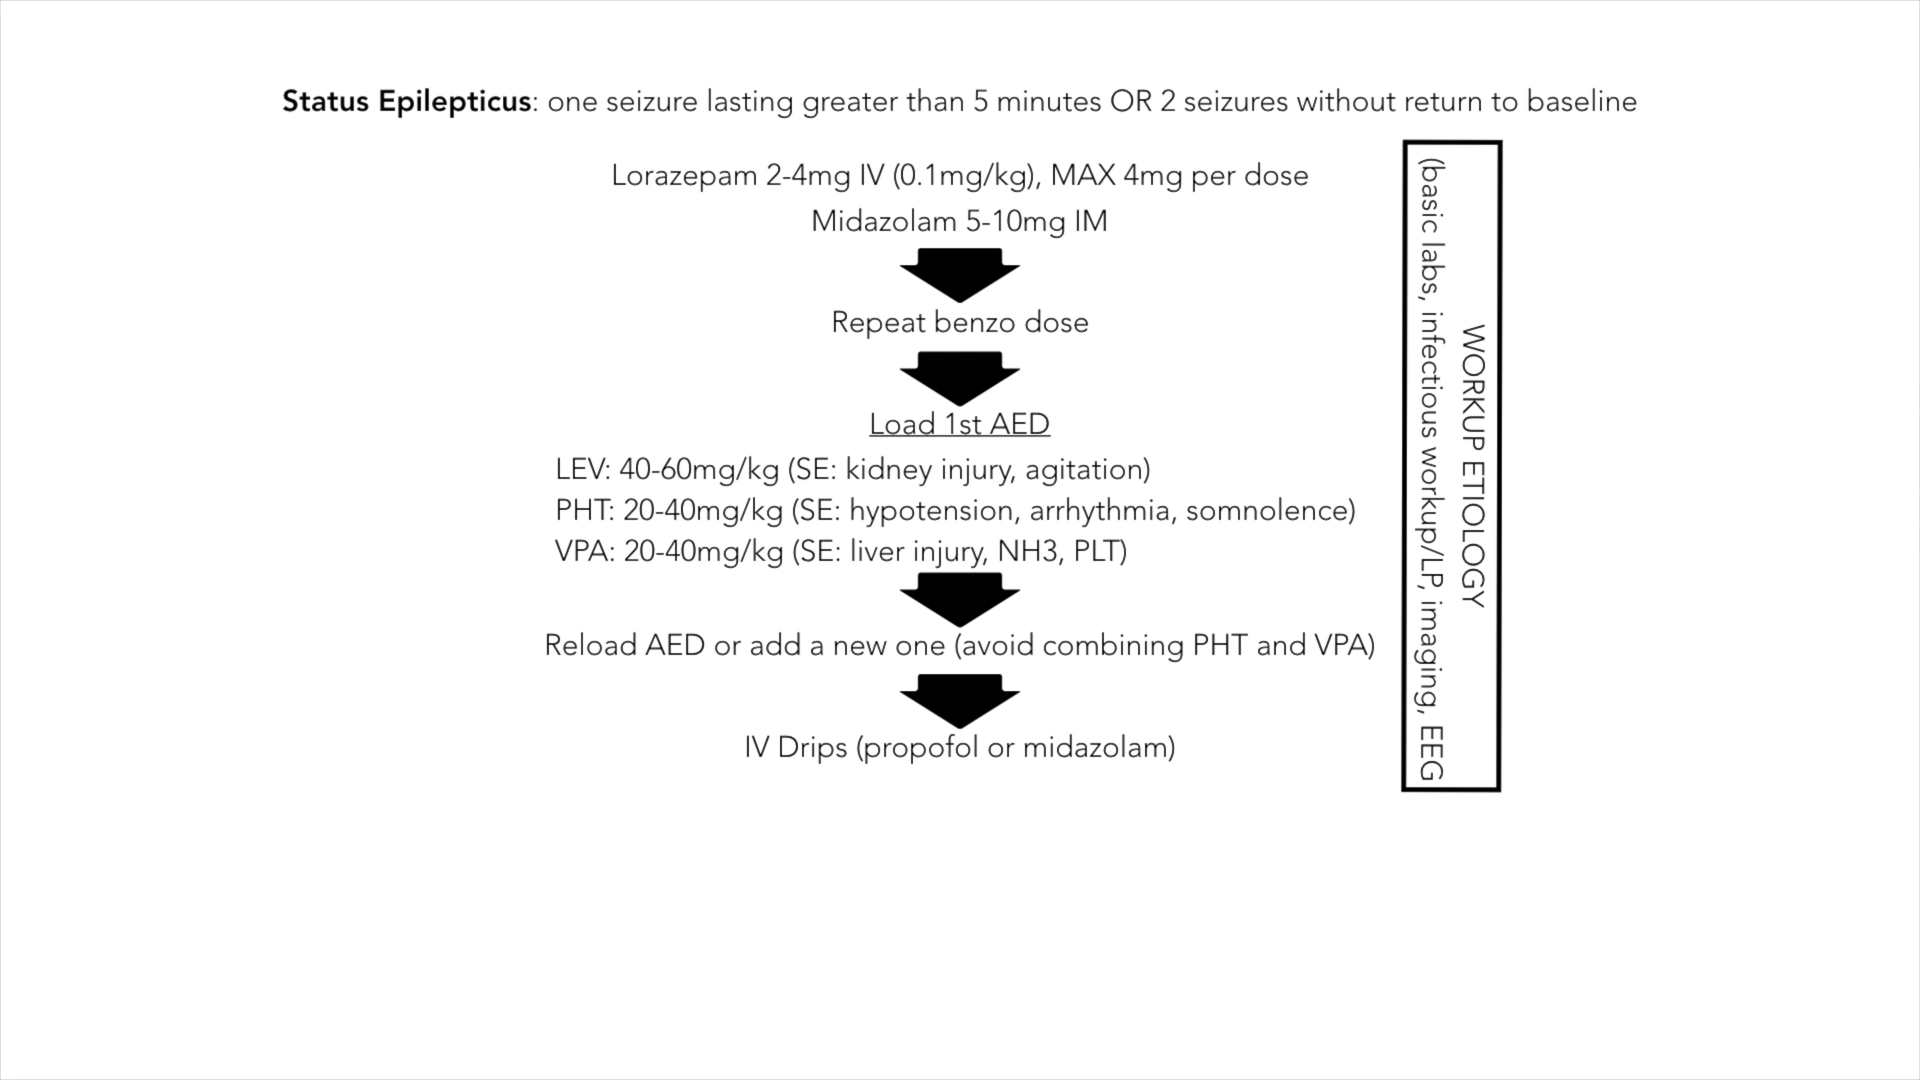 Status Epilepticus: one seizure lasting greater than 5 minutes OR 2 seizures without return to baseline
Lorazepam 2-4mg IV (0.1mg/kg), MAX 4mg per dose
Midazolam 5-10mg IM
Repeat benzo dose
Load 1st AED
LEV: 40-60mg/kg (SE: kidney injury, agitation)
PHT: 20-40mg/kg (SE: hypotension, arrhythmia, somnolence)
VPA: 20-40mg/kg (SE: liver injury, NH3, PLT)
Reload AED or add a new one (avoid combining PHT and VPA)
IV Drips (propofol or midazolam)
WORKUP ETIOLOGY
(basic labs, infectious workup/LP, imaging, EEG